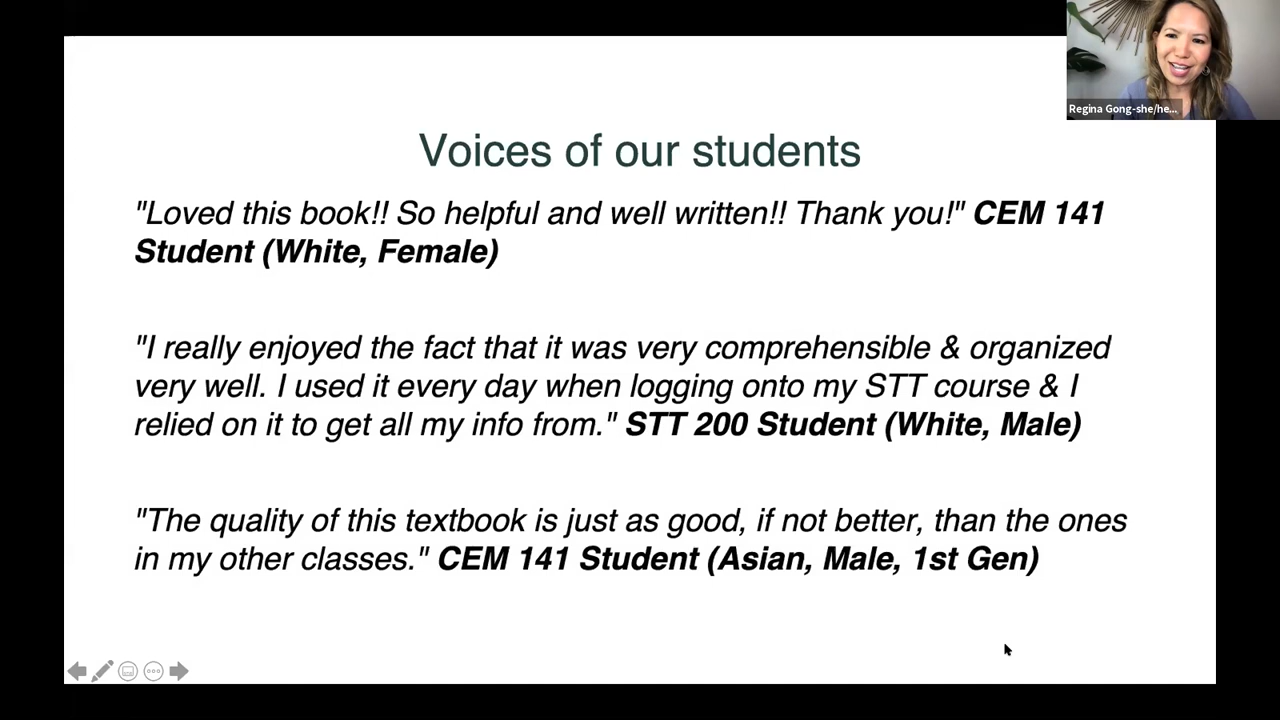 Regina Gong-she/he...
Voices of our students
"Loved this book!! So helpful and well written!! Thank you!" CEM 141
Student (White, Female)
"I really enjoyed the fact that it was very comprehensible & organized
very well. I used it every day when logging onto my STT course & I
relied on it to get all my info from." STT 200 Student (White, Male)
"The quality of this textbook is just as good, if not better, than the ones
in my other classes." CEM 141 Student (Asian, Male, 1st Gen)